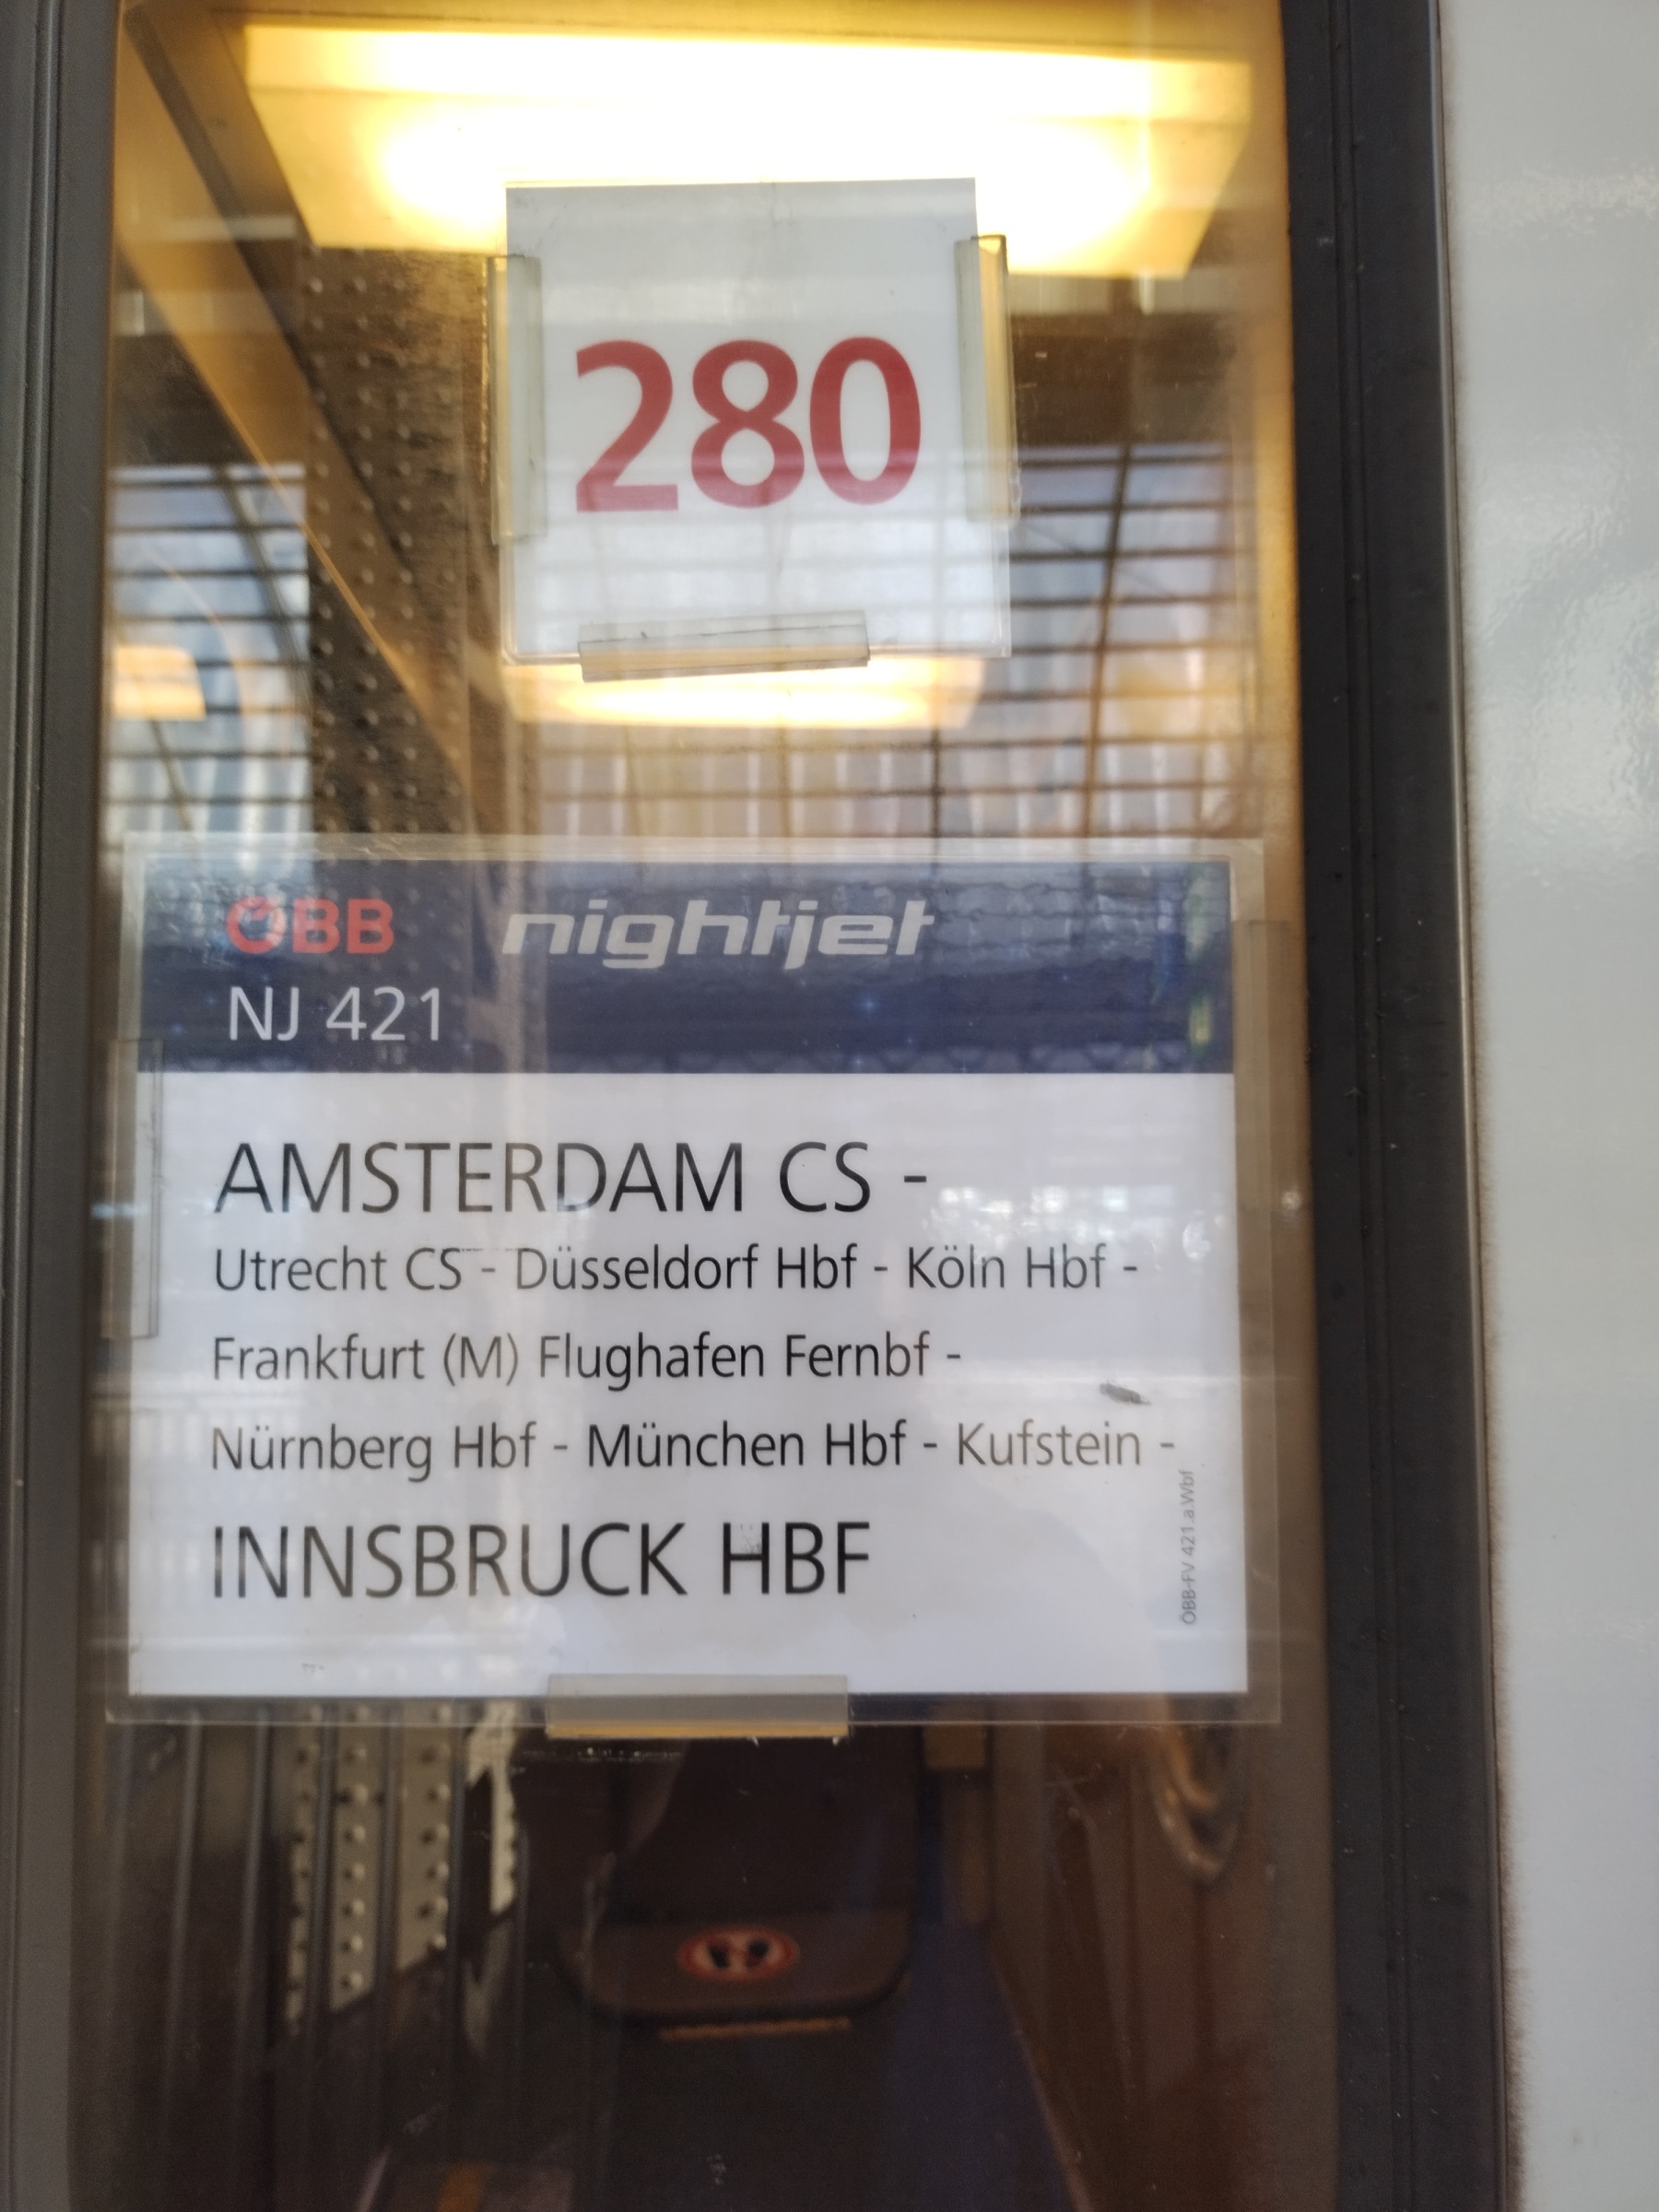 280
ÖBB nightjet
NJ 421
AMSTERDAM CS -
Utrecht CS - Düsseldorf Hbf - Köln Hbf -
Frankfurt (M) Flughafen Fernbf -
Nürnberg Hbf - München Hbf - Kufstein -
INNSBRUCK HBF
ÖBB-FV 421.a.Wbf